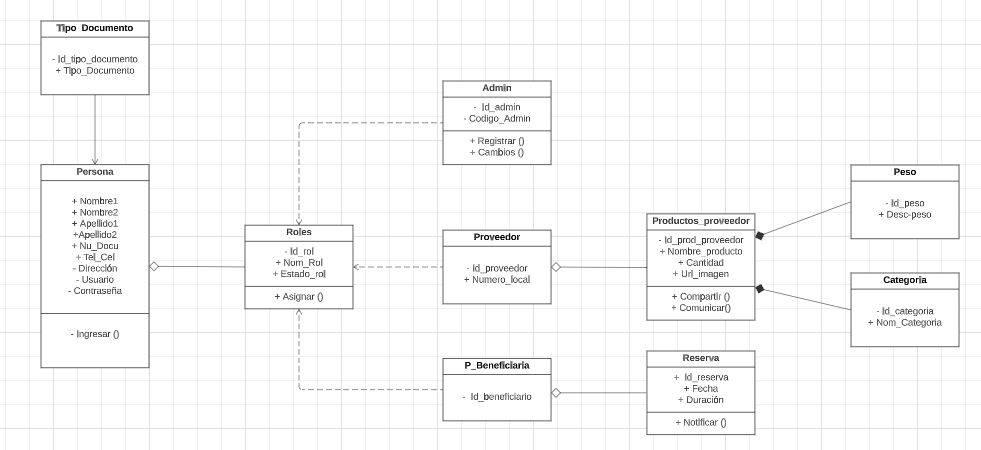 Tipo_Documento
- Id_tipo_documento
+ Tipo_Documento
Persona
+ Nombre1
+ Nombre2
+ Apellido1
+Apellido2
+ Nu_Docu
+ Tel_Cel
- Dirección
- Usuario
- Contraseña
- Ingresar ()
Roles
- Id_rol
+ Nom_Rol
+ Estado_rol
+ Asignar ()
Admin
- Id_admin
- Codigo_Admin
+ Registrar ()
+ Cambios ()
Proveedor
- Id_proveedor
+ Numero_local
P_Beneficiaria
- Id_beneficiario
Productos_proveedor
- Id_prod_proveedor
+ Nombre_producto
+ Cantidad
+ Url_imagen
+ Compartir ()
+ Comunicar()
Reserva
+ Id_reserva
+ Fecha
+ Duración
+ Notificar ()
Peso
- Id_peso
+ Desc-peso
Categoria
- Id_categoria
+ Nom_Categoria